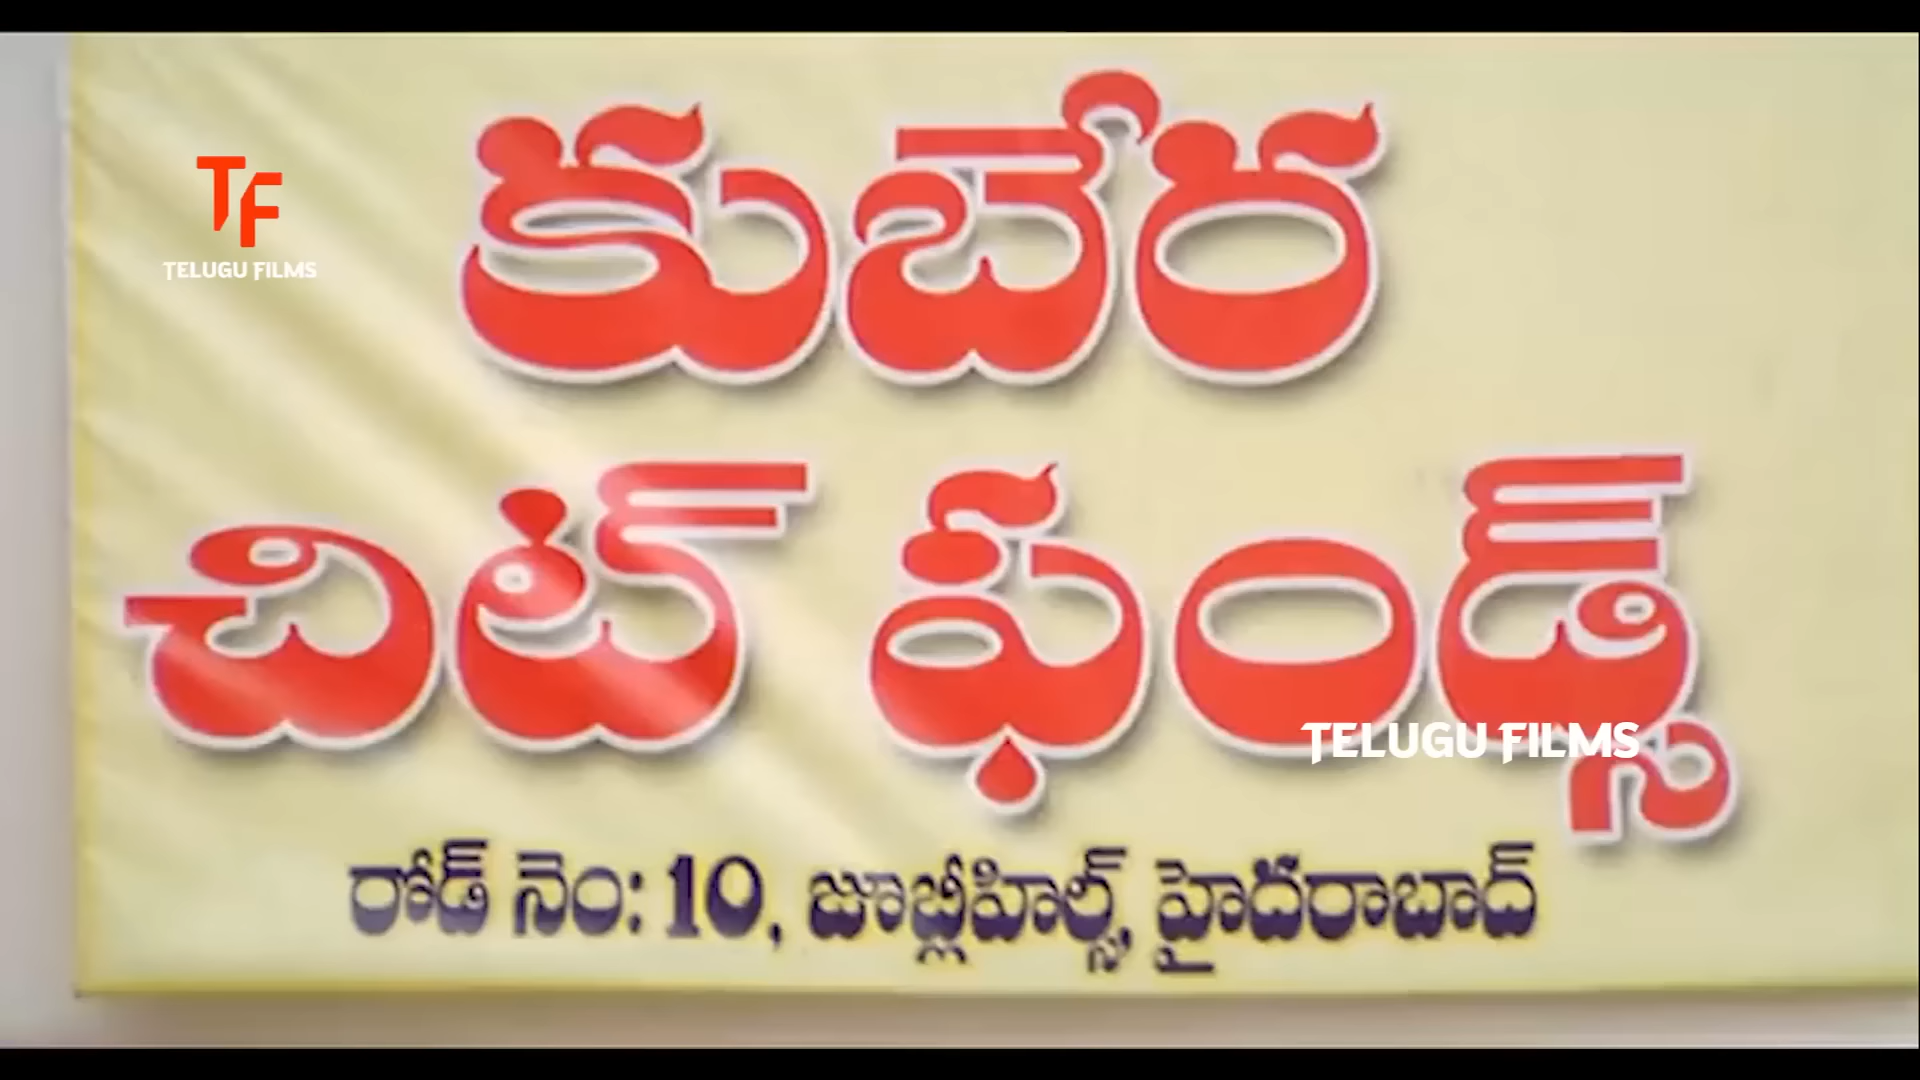 కుబేర
TF
TELUGU FILMS
చిట్ ఫండ్స్
TELUGU FILMS
రోడ్ నెం: 10, జూబ్లీహిల్స్, హైదరాబాద్